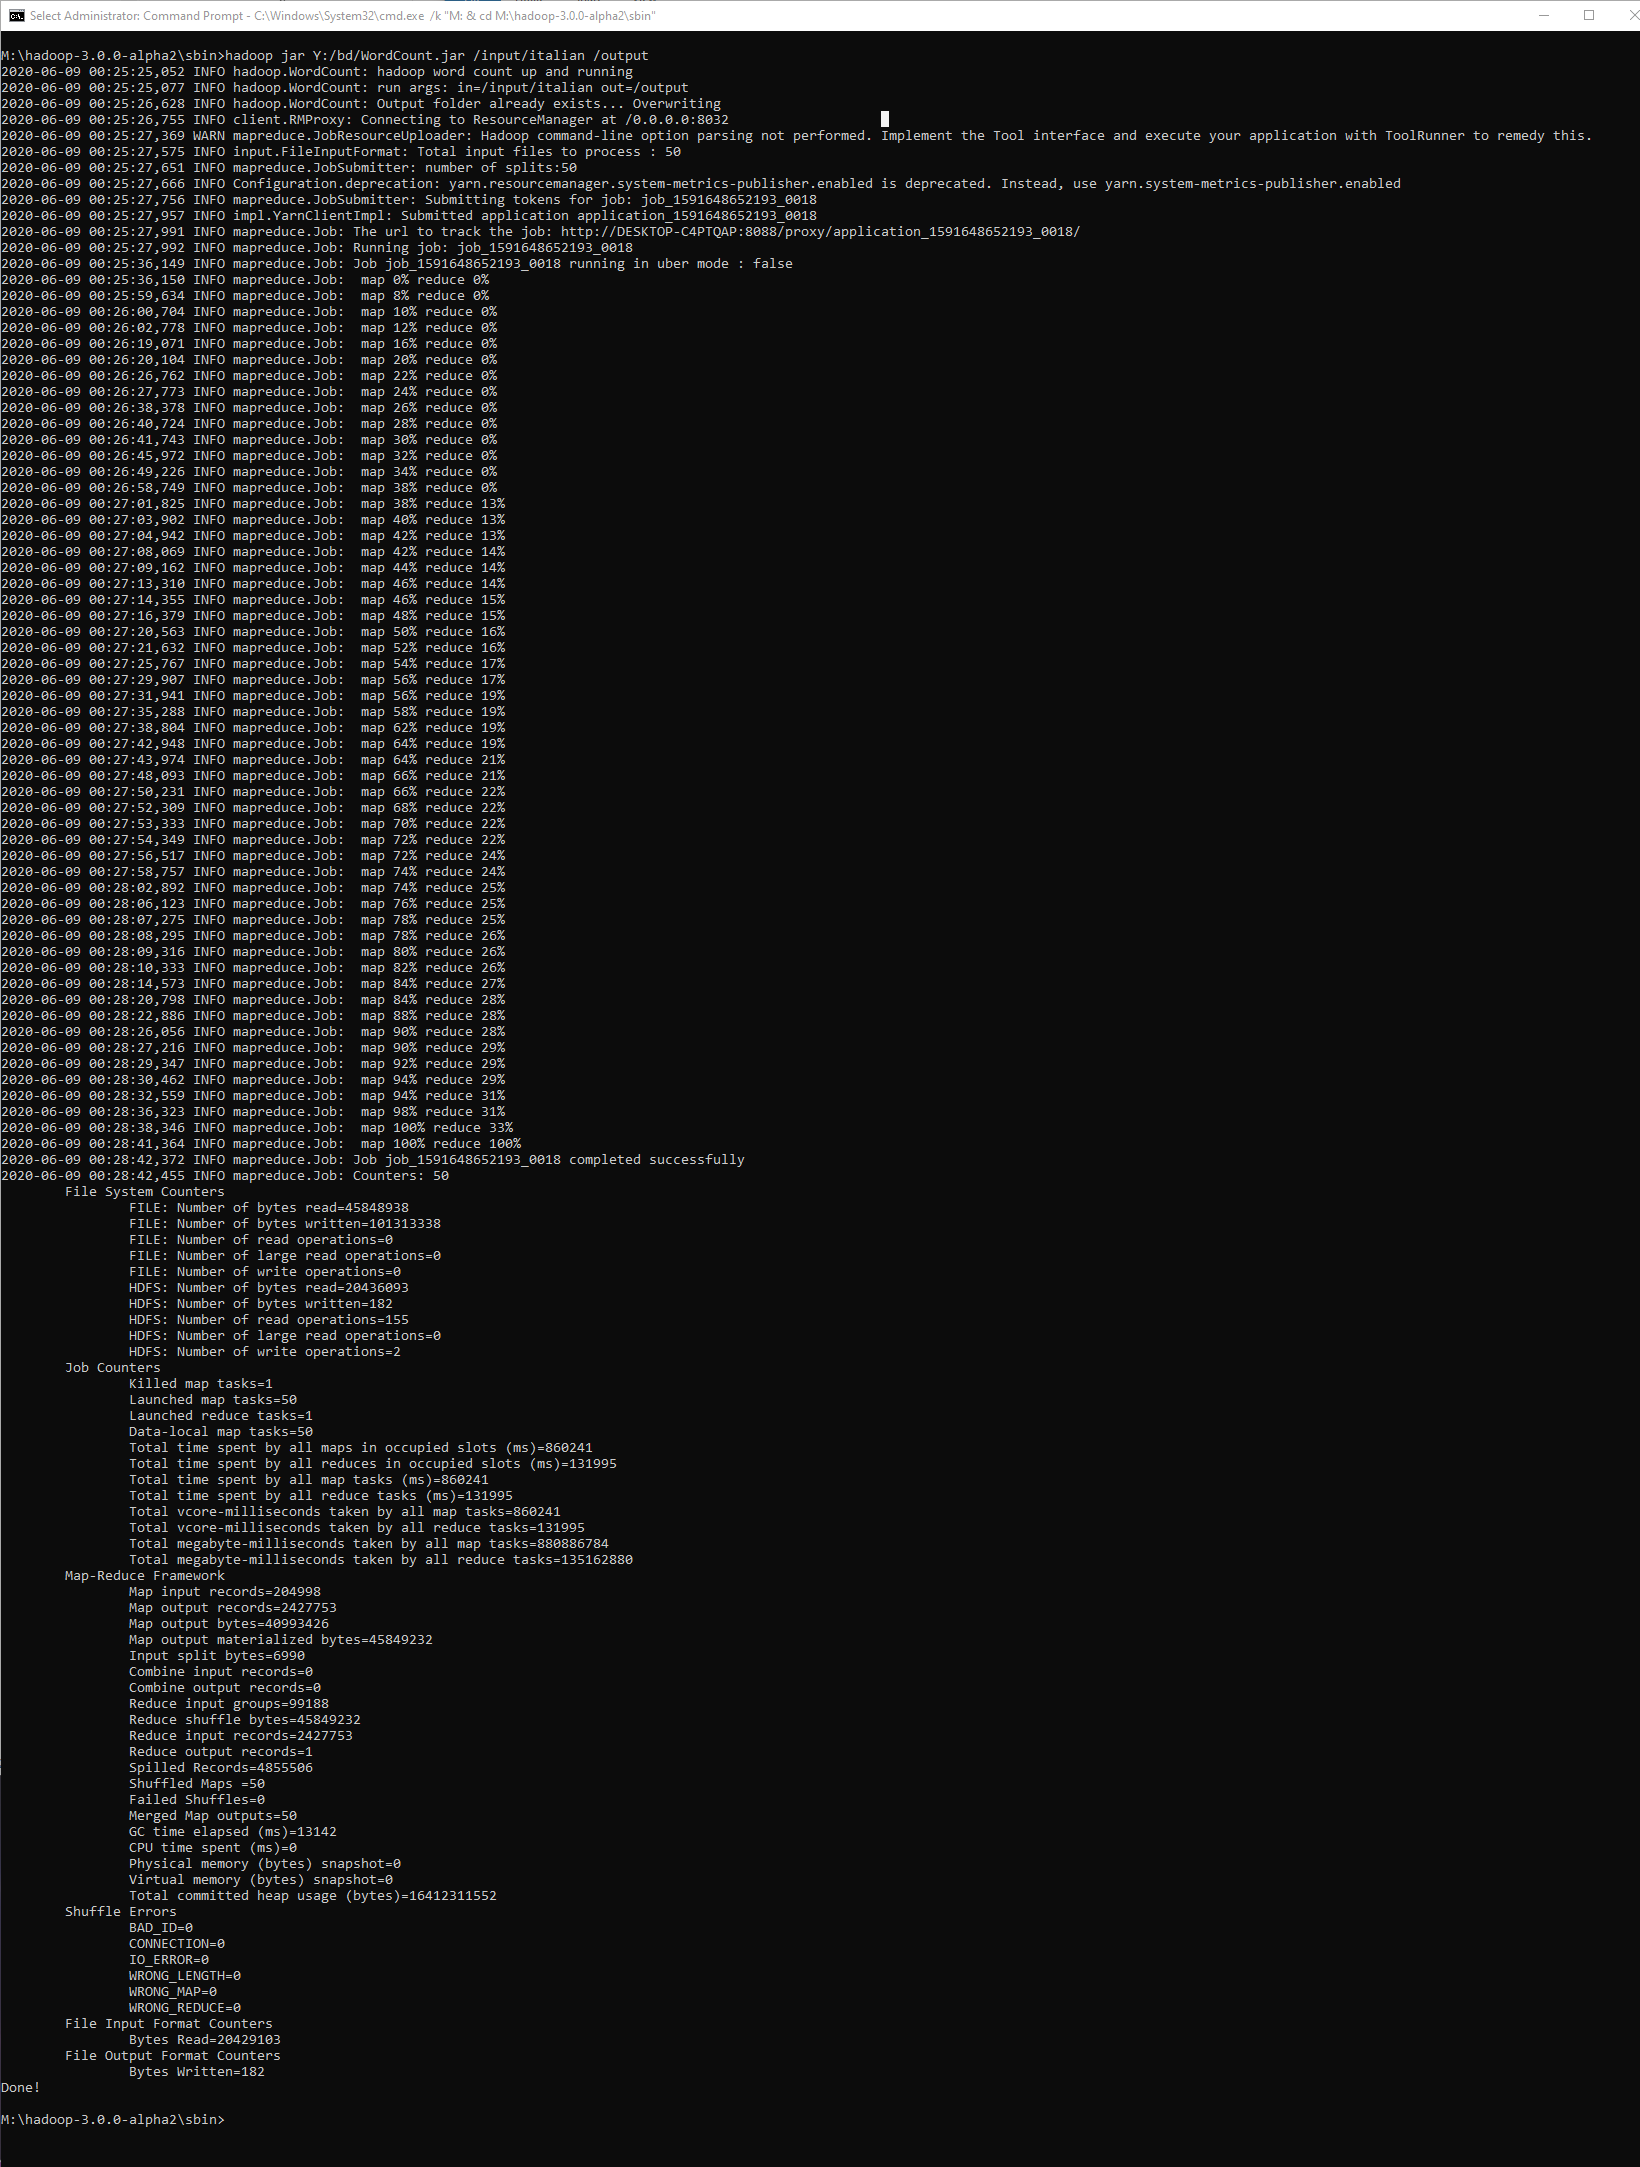 Select Administrator: Command Prompt - C:\Windows\System32\cmd.exe /k "M: & cd M:\hadoop-3.0.0-alpha2\sbin"
M:\hadoop-3.0.0-alpha2\sbin>hadoop jar Y:/bd/WordCount.jar /input/italian /output
2020-06-09 00:25:25,052 INFO hadoop.WordCount: hadoop word count up and running
2020-06-09 00:25:25,077 INFO hadoop.WordCount: run args: in=/input/italian out=/output
2020-06-09 00:25:26,628 INFO hadoop.WordCount: Output folder already exists... Overwriting
2020-06-09 00:25:26,755 INFO client.RMProxy: Connecting to ResourceManager at /0.0.0.0:8032
2020-06-09 00:25:27,369 WARN mapreduce.JobResourceUploader: Hadoop command-line option parsing not performed. Implement the Tool interface and execute your application with ToolRunner to remedy this.
2020-06-09 00:25:27,575 INFO input.FileInputFormat: Total input files to process : 50
2020-06-09 00:25:27,651 INFO mapreduce.JobSubmitter: number of splits:50
2020-06-09 00:25:27,666 INFO Configuration.deprecation: yarn.resourcemanager.system-metrics-publisher.enabled is deprecated. Instead, use yarn.system-metrics-publisher.enabled
2020-06-09 00:25:27,756 INFO mapreduce.JobSubmitter: Submitting tokens for job: job_1591648652193_0018
2020-06-09 00:25:27,957 INFO impl.YarnClientImpl: Submitted application application_1591648652193_0018
2020-06-09 00:25:27,991 INFO mapreduce.Job: The url to track the job: http://DESKTOP-C4PTQAP:8088/proxy/application_1591648652193_0018/
2020-06-09 00:25:27,992 INFO mapreduce.Job: Running job: job_1591648652193_0018
2020-06-09 00:25:36,149 INFO mapreduce.Job: Job job_1591648652193_0018 running in uber mode : false
2020-06-09 00:25:36,150 INFO mapreduce.Job:  map 0% reduce 0%
2020-06-09 00:25:59,634 INFO mapreduce.Job:  map 8% reduce 0%
2020-06-09 00:26:00,704 INFO mapreduce.Job:  map 10% reduce 0%
2020-06-09 00:26:02,778 INFO mapreduce.Job:  map 12% reduce 0%
2020-06-09 00:26:19,071 INFO mapreduce.Job:  map 16% reduce 0%
2020-06-09 00:26:20,104 INFO mapreduce.Job:  map 20% reduce 0%
2020-06-09 00:26:26,762 INFO mapreduce.Job:  map 22% reduce 0%
2020-06-09 00:26:27,773 INFO mapreduce.Job:  map 24% reduce 0%
2020-06-09 00:26:38,378 INFO mapreduce.Job:  map 26% reduce 0%
2020-06-09 00:26:40,724 INFO mapreduce.Job:  map 28% reduce 0%
2020-06-09 00:26:41,743 INFO mapreduce.Job:  map 30% reduce 0%
2020-06-09 00:26:45,972 INFO mapreduce.Job:  map 32% reduce 0%
2020-06-09 00:26:49,226 INFO mapreduce.Job:  map 34% reduce 0%
2020-06-09 00:26:58,749 INFO mapreduce.Job:  map 38% reduce 0%
2020-06-09 00:27:01,825 INFO mapreduce.Job:  map 38% reduce 13%
2020-06-09 00:27:03,902 INFO mapreduce.Job:  map 40% reduce 13%
2020-06-09 00:27:04,942 INFO mapreduce.Job:  map 42% reduce 13%
2020-06-09 00:27:08,069 INFO mapreduce.Job:  map 42% reduce 14%
2020-06-09 00:27:09,162 INFO mapreduce.Job:  map 44% reduce 14%
2020-06-09 00:27:13,310 INFO mapreduce.Job:  map 46% reduce 14%
2020-06-09 00:27:14,355 INFO mapreduce.Job:  map 46% reduce 15%
2020-06-09 00:27:16,379 INFO mapreduce.Job:  map 48% reduce 15%
2020-06-09 00:27:20,563 INFO mapreduce.Job:  map 50% reduce 16%
2020-06-09 00:27:21,632 INFO mapreduce.Job:  map 52% reduce 16%
2020-06-09 00:27:25,767 INFO mapreduce.Job:  map 54% reduce 17%
2020-06-09 00:27:29,907 INFO mapreduce.Job:  map 56% reduce 17%
2020-06-09 00:27:31,941 INFO mapreduce.Job:  map 56% reduce 19%
2020-06-09 00:27:35,288 INFO mapreduce.Job:  map 58% reduce 19%
2020-06-09 00:27:38,804 INFO mapreduce.Job:  map 62% reduce 19%
2020-06-09 00:27:42,948 INFO mapreduce.Job:  map 64% reduce 19%
2020-06-09 00:27:43,974 INFO mapreduce.Job:  map 64% reduce 21%
2020-06-09 00:27:48,093 INFO mapreduce.Job:  map 66% reduce 21%
2020-06-09 00:27:50,231 INFO mapreduce.Job:  map 66% reduce 22%
2020-06-09 00:27:52,309 INFO mapreduce.Job:  map 68% reduce 22%
2020-06-09 00:27:53,333 INFO mapreduce.Job:  map 70% reduce 22%
2020-06-09 00:27:54,349 INFO mapreduce.Job:  map 72% reduce 22%
2020-06-09 00:27:56,517 INFO mapreduce.Job:  map 72% reduce 24%
2020-06-09 00:27:58,757 INFO mapreduce.Job:  map 74% reduce 24%
2020-06-09 00:28:02,892 INFO mapreduce.Job:  map 74% reduce 25%
2020-06-09 00:28:06,123 INFO mapreduce.Job:  map 76% reduce 25%
2020-06-09 00:28:07,275 INFO mapreduce.Job:  map 78% reduce 25%
2020-06-09 00:28:08,295 INFO mapreduce.Job:  map 78% reduce 26%
2020-06-09 00:28:09,316 INFO mapreduce.Job:  map 80% reduce 26%
2020-06-09 00:28:10,333 INFO mapreduce.Job:  map 82% reduce 26%
2020-06-09 00:28:14,573 INFO mapreduce.Job:  map 84% reduce 27%
2020-06-09 00:28:20,798 INFO mapreduce.Job:  map 84% reduce 28%
2020-06-09 00:28:22,886 INFO mapreduce.Job:  map 88% reduce 28%
2020-06-09 00:28:26,056 INFO mapreduce.Job:  map 90% reduce 28%
2020-06-09 00:28:27,216 INFO mapreduce.Job:  map 90% reduce 29%
2020-06-09 00:28:29,347 INFO mapreduce.Job:  map 92% reduce 29%
2020-06-09 00:28:30,462 INFO mapreduce.Job:  map 94% reduce 29%
2020-06-09 00:28:32,559 INFO mapreduce.Job:  map 94% reduce 31%
2020-06-09 00:28:36,323 INFO mapreduce.Job:  map 98% reduce 31%
2020-06-09 00:28:38,346 INFO mapreduce.Job:  map 100% reduce 33%
2020-06-09 00:28:41,364 INFO mapreduce.Job:  map 100% reduce 100%
2020-06-09 00:28:42,372 INFO mapreduce.Job: Job job_1591648652193_0018 completed successfully
2020-06-09 00:28:42,455 INFO mapreduce.Job: Counters: 50
File System Counters
FILE: Number of bytes read=45848938
FILE: Number of bytes written=101313338
FILE: Number of read operations=0
FILE: Number of large read operations=0
FILE: Number of write operations=0
HDFS: Number of bytes read=20436093
HDFS: Number of bytes written=182
HDFS: Number of read operations=155
HDFS: Number of large read operations=0
HDFS: Number of write operations=2
Job Counters
Killed map tasks=1
Launched map tasks=50
Launched reduce tasks=1
Data-local map tasks=50
Total time spent by all maps in occupied slots (ms)=860241
Total time spent by all reduces in occupied slots (ms)=131995
Total time spent by all map tasks (ms)=860241
Total time spent by all reduce tasks (ms)=131995
Total vcore-milliseconds taken by all map tasks=860241
Total vcore-milliseconds taken by all reduce tasks=131995
Total megabyte-milliseconds taken by all map tasks=880886784
Total megabyte-milliseconds taken by all reduce tasks=135162880
Map-Reduce Framework
Map input records=204998
Map output records=2427753
Map output bytes=40993426
Map output materialized bytes=45849232
Input split bytes=6990
Combine input records=0
Combine output records=0
Reduce input groups=99188
Reduce shuffle bytes=45849232
Reduce input records=2427753
Reduce output records=1
Spilled Records=4855506
Shuffled Maps =50
Failed Shuffles=0
Merged Map outputs=50
GC time elapsed (ms)=13142
CPU time spent (ms)=0
Physical memory (bytes) snapshot=0
Virtual memory (bytes) snapshot=0
Total committed heap usage (bytes)=16412311552
Shuffle Errors
BAD_ID=0
CONNECTION=0
IO_ERROR=0
WRONG_LENGTH=0
WRONG_MAP=0
WRONG_REDUCE=0
File Input Format Counters
Bytes Read=20429103
File Output Format Counters
Bytes Written=182
Done!
M:\hadoop-3.0.0-alpha2\sbin>